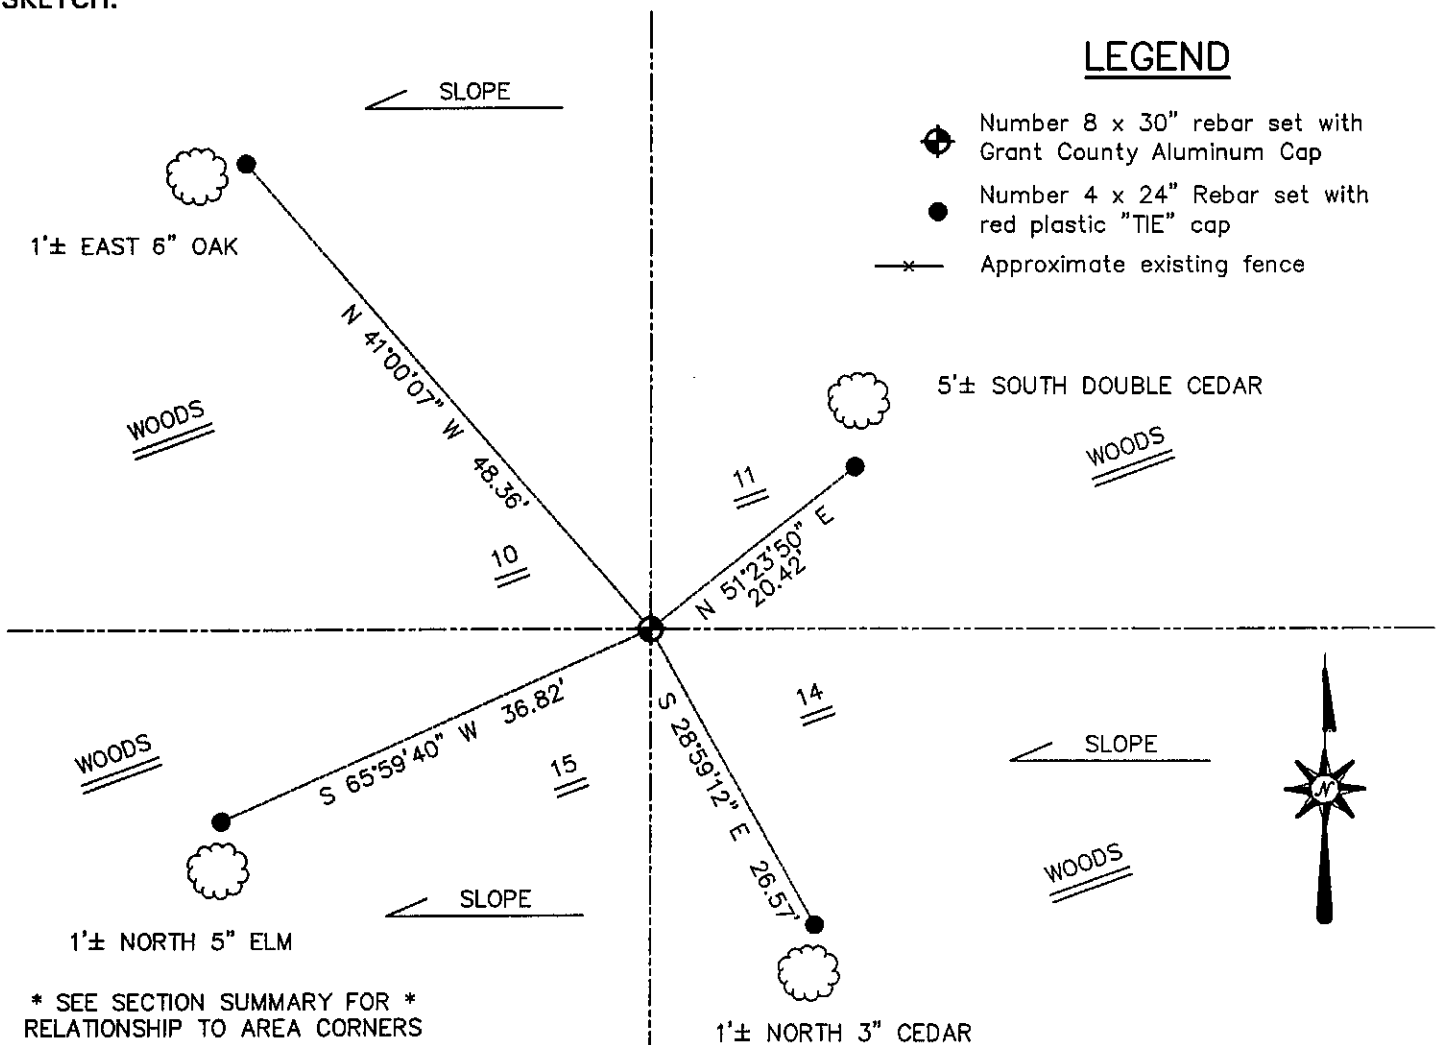 SKETCH:
LEGEND
Number 8 x 30" rebar set with
Grant County Aluminum Cap
Number 4 x 24" Rebar set with
red plastic "TIE" cap
Approximate existing fence
SLOPE
1'± EAST 6" OAK
N 41°00'07" W 48.36'
WOODS
5'± SOUTH DOUBLE CEDAR
WOODS
11
10
N 51°23'50" E
20.42'
S 65°59'40" W 36.82'
14
S 28°59'12" E 26.57'
SLOPE
WOODS
15
N
WOODS
SLOPE
1'± NORTH 5" ELM
* SEE SECTION SUMMARY FOR *
RELATIONSHIP TO AREA CORNERS
1'± NORTH 3" CEDAR